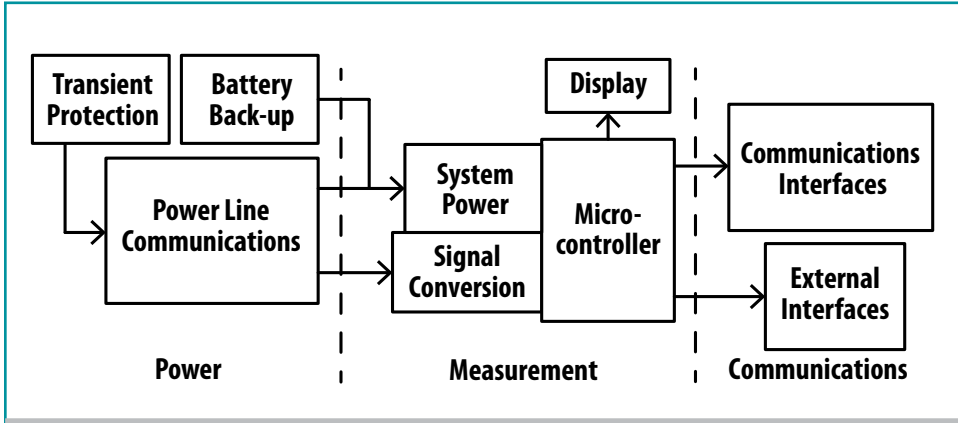 Transient
Protection
Battery
Back-up
Display
Power Line
Communications
System
Power
Signal
Conversion
Micro-
controller
Communications
Interfaces
External
Interfaces
Power
Measurement
Communications